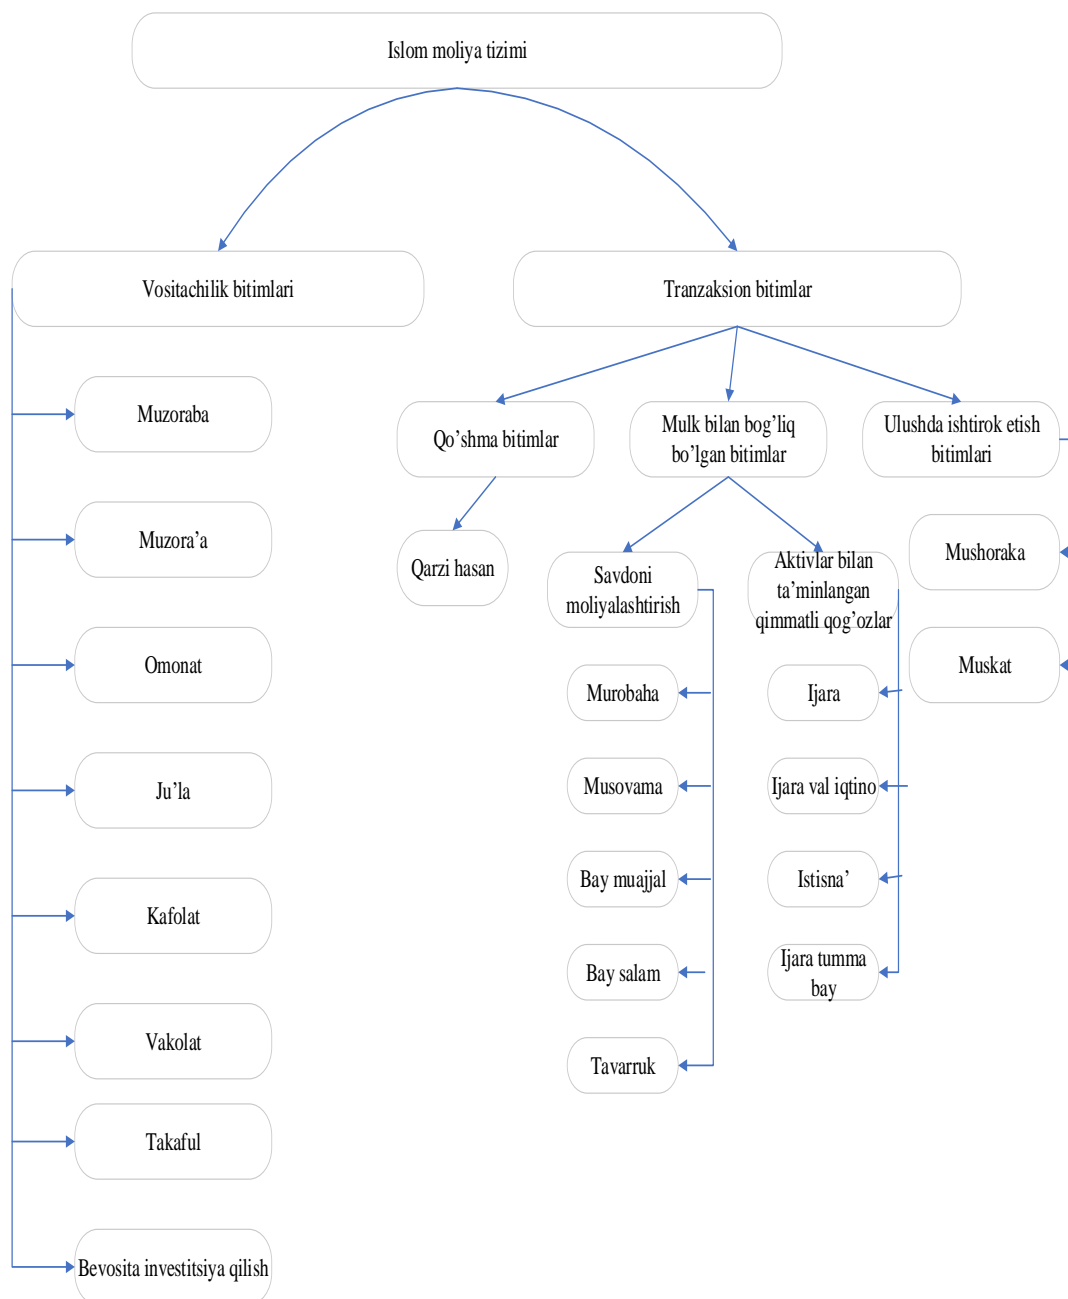 Islom moliya tizimi
Vositachilik bitimlari
Tranzaksion bitimlar
Muzoraba
Muzora’a
Omonat
Ju’la
Kafolat
Vakolat
Takaful
Bevosita investitsiya qilish
Qo’shma bitimlar
Qarzi hasan
Mulk bilan bog’liq
bo’lgan bitimlar
Savdoni
moliyalashtirish
Murobaha
Musovama
Bay muajjal
Bay salam
Tavarruk
Aktivlar bilan
ta’minlangan
qimmatli qog’ozlar
Ijara
Ijara val iqtino
Istisna’
Ijara tumma
bay
Ulushda ishtirok etish
bitimlari
Mushoraka
Muskat